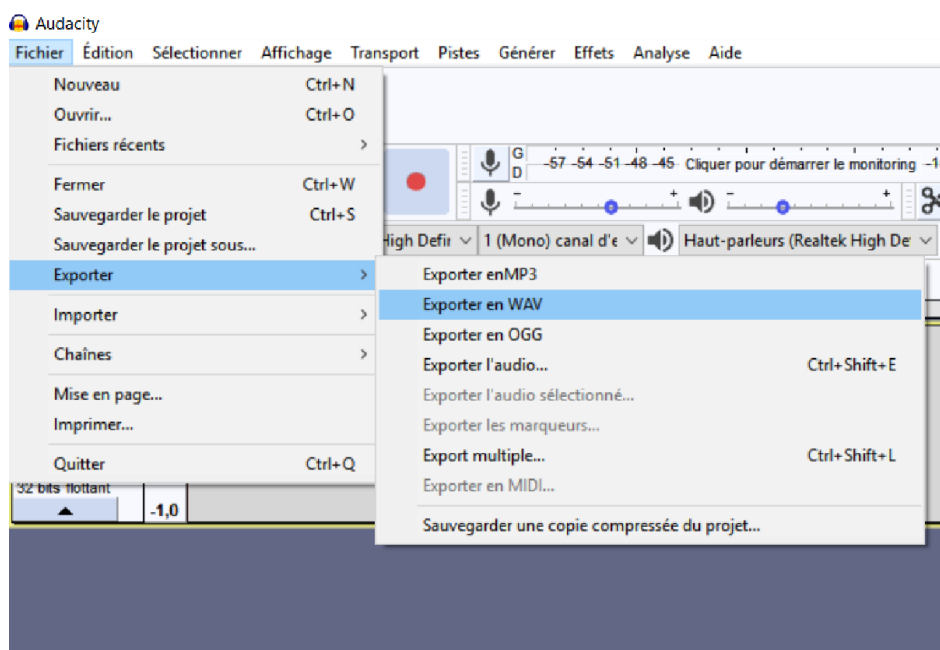 Audacity
Fichier Édition Sélectionner Affichage Transport Pistes Générer Effets Analyse Aide
Nouveau Ctrl+N
Ouvrir... Ctrl+O
Fichiers récents >
Fermer Ctrl+W
Sauvegarder le projet Ctrl+S
Sauvegarder le projet sous...
Exporter >
Importer >
Chaînes >
Mise en page...
Imprimer...
Quitter Ctrl+Q
G
D
-57 -54 -51 -48 -45 Cliquer pour démarrer le monitoring
- + - +
High 1 (Mono) canal Haut-parleurs (Realtek High
Exporter enMP3
Exporter en WAV
Exporter en OGG
Exporter l'audio... Ctrl+Shift+E
Exporter l'audio sélectionné...
Exporter les marqueurs...
Export multiple... Ctrl+Shift+L
Exporter en MIDI...
Sauvegarder une copie compressée du projet...
32 bits flottant
-1,0